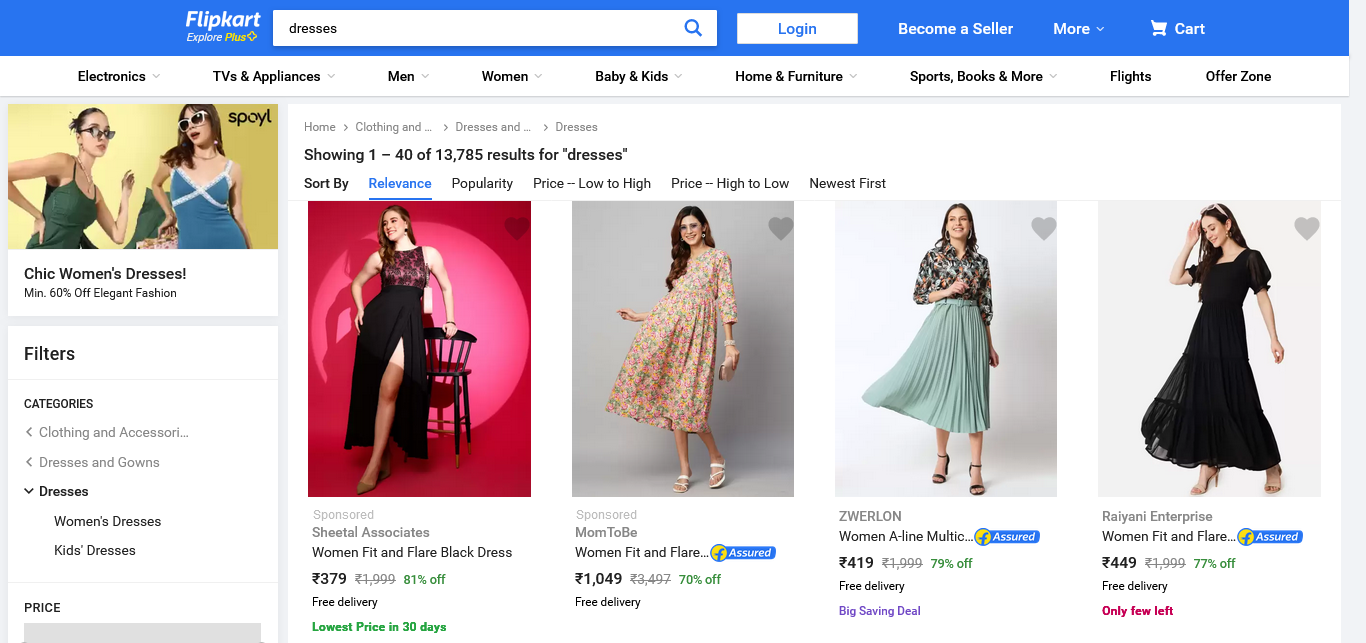 Flipkart
Explore Plus
dresses
Login
Become a Seller
More
Cart
Electronics
TVs & Appliances
Men
Women
Baby & Kids
Home & Furniture
Sports, Books & More
Flights
Offer Zone
spoyl
Chic Women's Dresses!
Min. 60% Off Elegant Fashion
Filters
CATEGORIES
Clothing and Accessori...
Dresses and Gowns
Dresses
Women's Dresses
Kids' Dresses
PRICE
Home
Clothing and ...
Dresses and ...
Dresses
Showing 1 – 40 of 13,785 results for "dresses"
Sort By
Relevance
Popularity
Price -- Low to High
Price -- High to Low
Newest First
Sponsored
Sheetal Associates
Women Fit and Flare Black Dress
₹379 ₹1,999 81% off
Free delivery
Lowest Price in 30 days
Sponsored
MomToBe
Women Fit and Flare... Assured
₹1,049 ₹3,497 70% off
Free delivery
ZWERLON
Women A-line Multic... Assured
₹419 ₹1,999 79% off
Free delivery
Big Saving Deal
Raiyani Enterprise
Women Fit and Flare... Assured
₹449 ₹1,999 77% off
Free delivery
Only few left